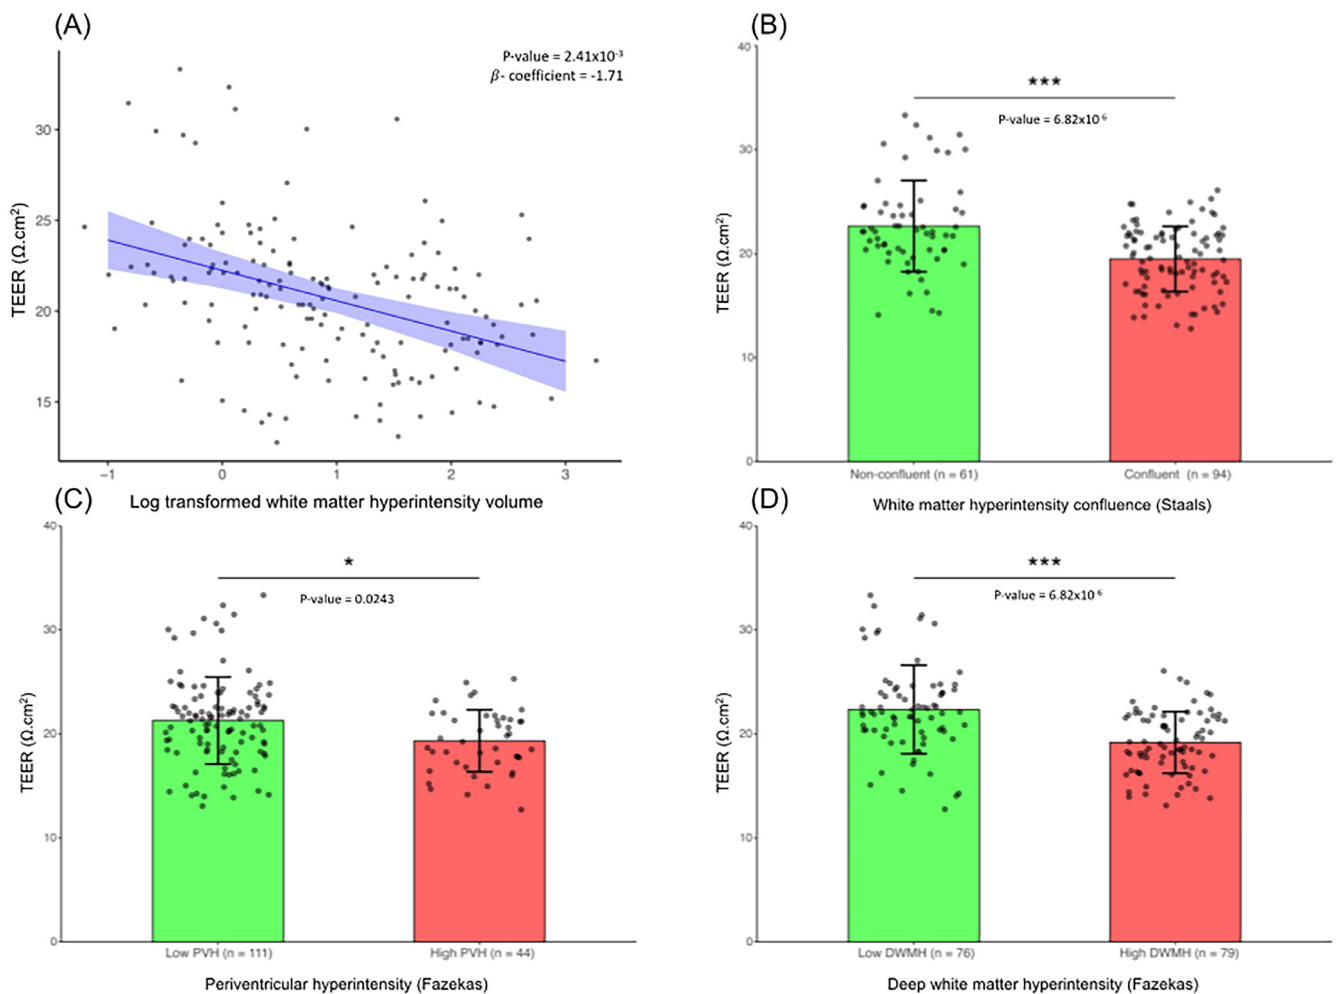 (A)
P-value = 2.41x10-3
β- coefficient = -1.71
TEER (Ω.cm2)
30
25
20
15
−1
0
1
2
3
Log transformed white matter hyperintensity volume
(B)
40
***
P-value = 6.82x10-6
30
TEER (Ω.cm2)
20
10
0
Non-confluent (n = 61)
Confluent (n = 94)
White matter hyperintensity confluence (Staals)
(C)
40
*
P-value = 0.0243
30
TEER (Ω.cm2)
20
10
0
Low PVH (n = 111)
High PVH (n = 44)
Periventricular hyperintensity (Fazekas)
(D)
40
***
P-value = 6.82x10-6
30
TEER (Ω.cm2)
20
10
0
Low DWMH (n = 76)
High DWMH (n = 79)
Deep white matter hyperintensity (Fazekas)